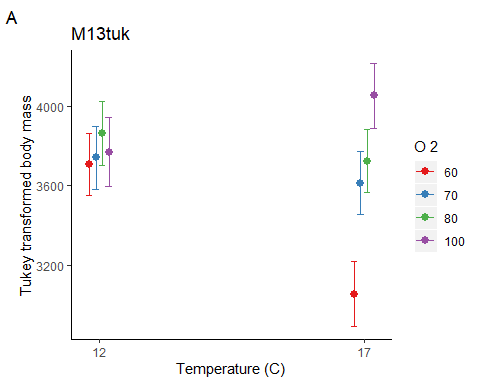 A
M13tuk
Tukey transformed body mass
4000
3600
3200
12
17
Temperature (C)
O 2
60
70
80
100